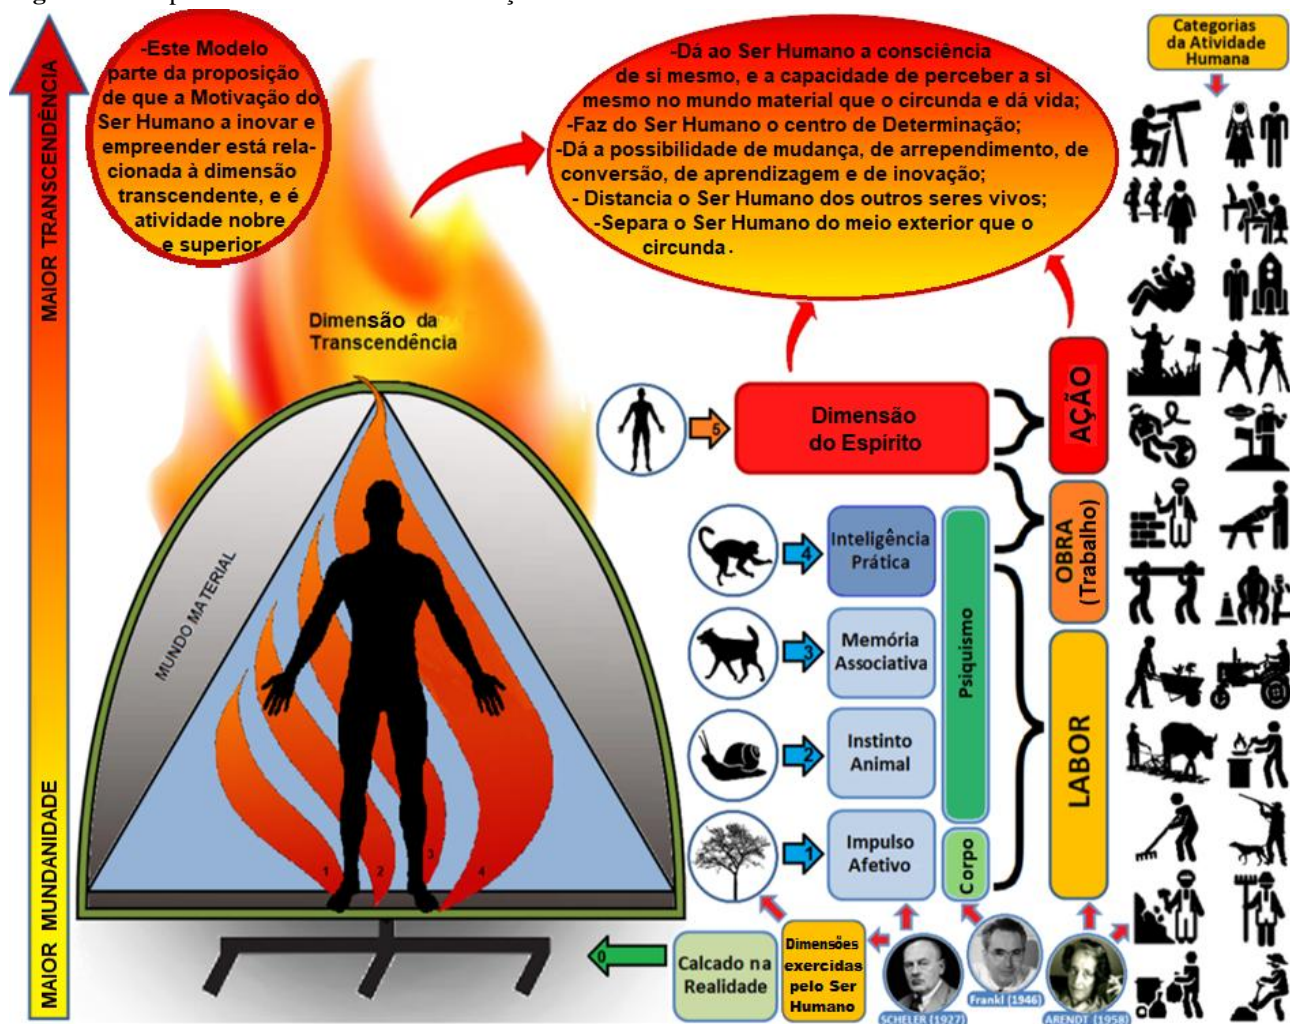 -Este Modelo
parte da proposição
de que a Motivação do
Ser Humano a inovar e
empreender está rela-
cionada à dimensão
transcendente, e é
atividade nobre
e superior
-Dá ao Ser Humano a consciência
de si mesmo, e a capacidade de perceber a si
mesmo no mundo material que o circunda e dá vida;
-Faz do Ser Humano o centro de Determinação;
-Dá a possibilidade de mudança, de arrependimento, de
conversão, de aprendizagem e de inovação;
- Distancia o Ser Humano dos outros seres vivos;
-Separa o Ser Humano do meio exterior que o
circunda.
Categorias
da Atividade
Humana
MAIOR TRANSCENDÊNCIA
MAIOR MUNDANIDADE
Dimensão da
Transcendência
MUNDO MATERIAL
1
2
3
4
5
Dimensão
do Espírito
AÇÃO
4
Inteligência
Prática
OBRA
(Trabalho)
3
Memória
Associativa
Psiquismo
2
Instinto
Animal
LABOR
1
Impulso
Afetivo
Corpo
0
Calcado na
Realidade
Dimensões
exercidas
pelo Ser
Humano
SCHELER (1927)
Frankl (1946)
ARENDT (1958)